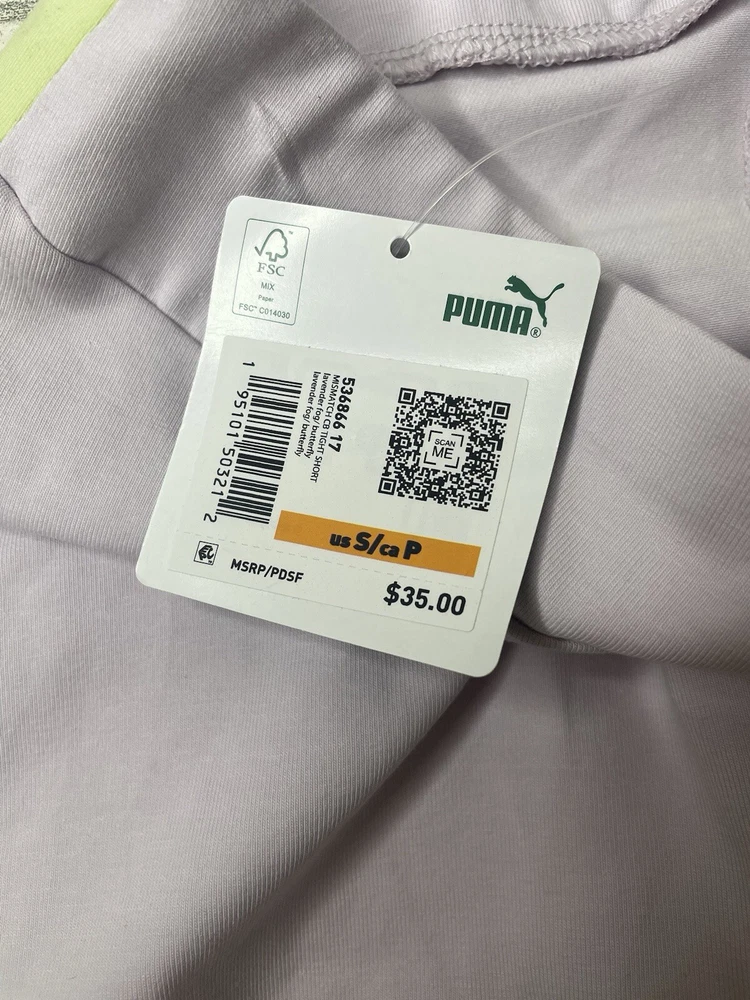 FSC™
MIX
Paper
FSC™ C014030
PUMA®
536866 17
MISMATCH CB TIGHT SHORT
lavender fog/ butterfly
lavender fog/ butterfly
1 95101 50321 2
SCAN
ME
us S/ca P
MSRP/PDSF
$35.00